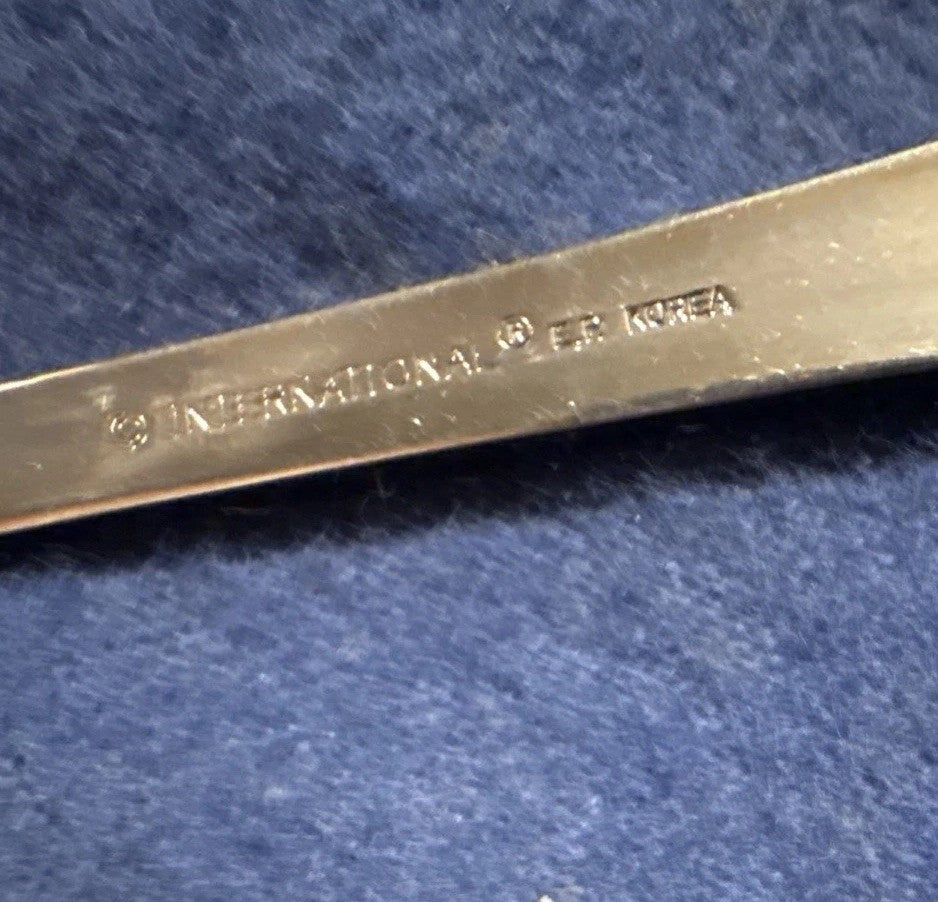 INTERNATIONAL ® E.P. KOREA